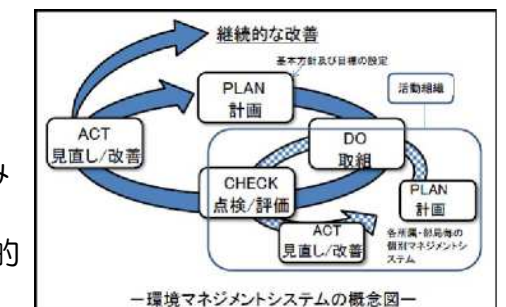 継続的な改善
基本方針及び目標の設定
PLAN
計画
活動組織
ACT
見直し/改善
DO
取組
み
CHECK
点検/評価
PLAN
計画
的
ACT
見直し/改善
各所属・部局毎の
個別マネジメントシ
ステム
ー環境マネジメントシステムの概念図ー